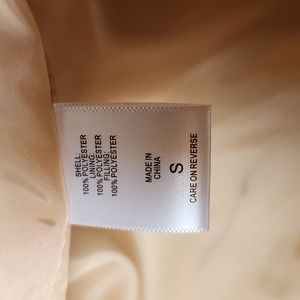 SHELL:
100% POLYESTER
LINING:
100% POLYESTER
FILLING:
100% POLYESTER
MADE IN
CHINA
S
CARE ON REVERSE